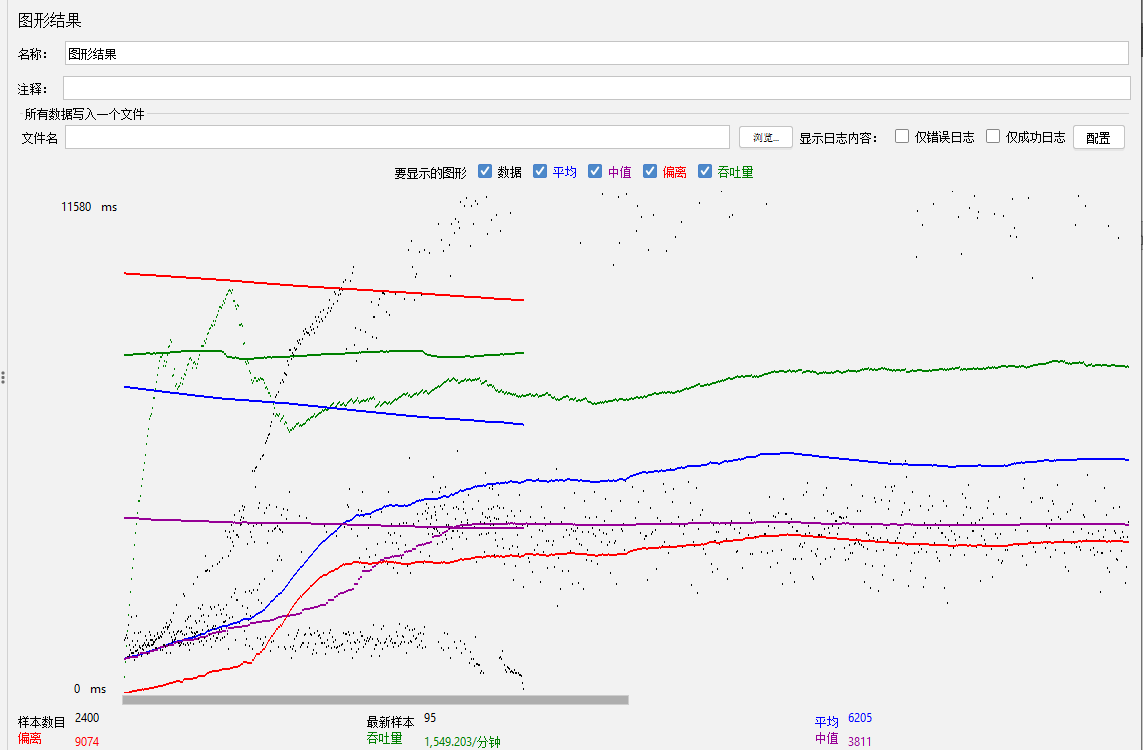 图形结果
名称： 图形结果
注释：
所有数据写入一个文件
文件名 浏览... 显示日志内容： 仅错误日志 仅成功日志 配置
要显示的图形 数据 平均 中值 偏离 吞吐量
11580 ms
0 ms
样本数目 2400 最新样本 95 平均 6205
偏离 9074 吞吐量 1,549.203/分钟 中值 3811